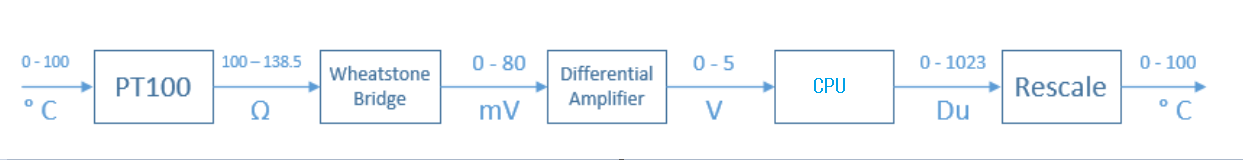 0 - 100
° C
PT100
100 – 138.5
Ω
Wheatstone
Bridge
0 - 80
mV
Differential
Amplifier
0 - 5
V
CPU
0 - 1023
Du
Rescale
0 - 100
° C